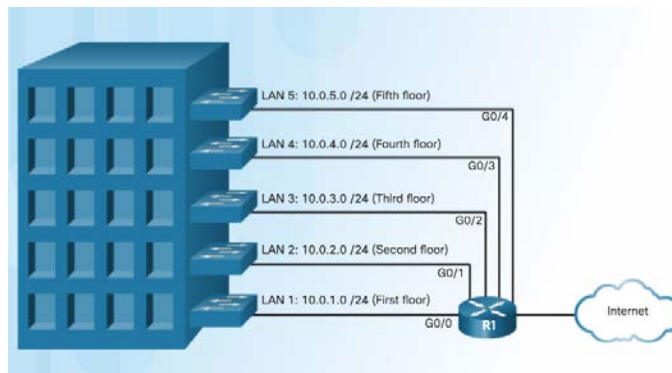 LAN 5: 10.0.5.0 /24 (Fifth floor)
G0/4
LAN 4: 10.0.4.0 /24 (Fourth floor)
G0/3
LAN 3: 10.0.3.0 /24 (Third floor)
G0/2
LAN 2: 10.0.2.0 /24 (Second floor)
G0/1
LAN 1: 10.0.1.0 /24 (First floor)
G0/0
R1
Internet